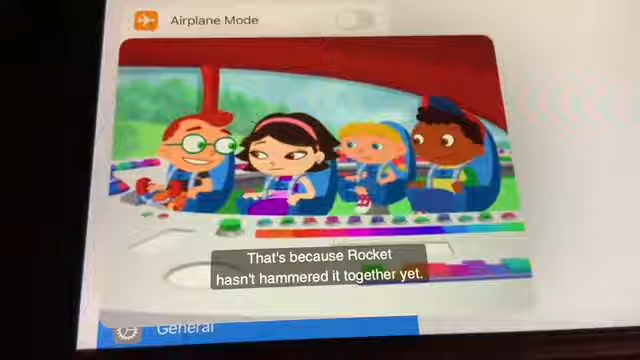 Airplane Mode
That's because Rocket
hasn't hammered it together yet.
General